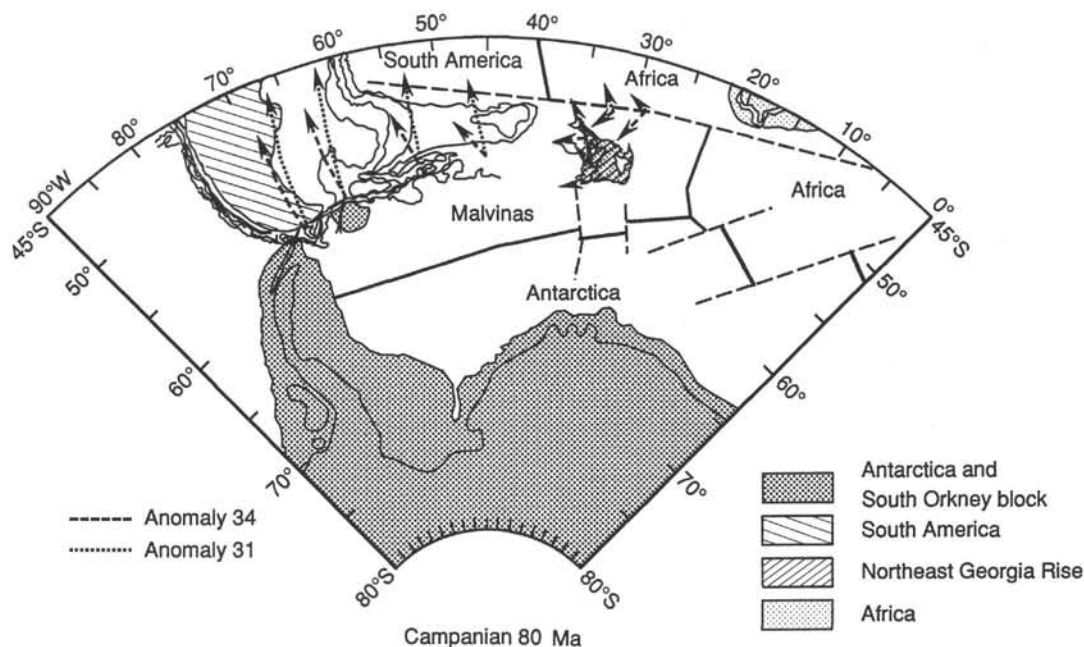 90°W
80°
70°
60°
50°
40°
30°
20°
10°
0°
South America
Africa
Africa
Malvinas
Antarctica
45°S
50°
60°
70°
80°S
45°S
50°
60°
70°
80°S
Anomaly 34
Anomaly 31
Antarctica and
South Orkney block
South America
Northeast Georgia Rise
Africa
Campanian 80 Ma